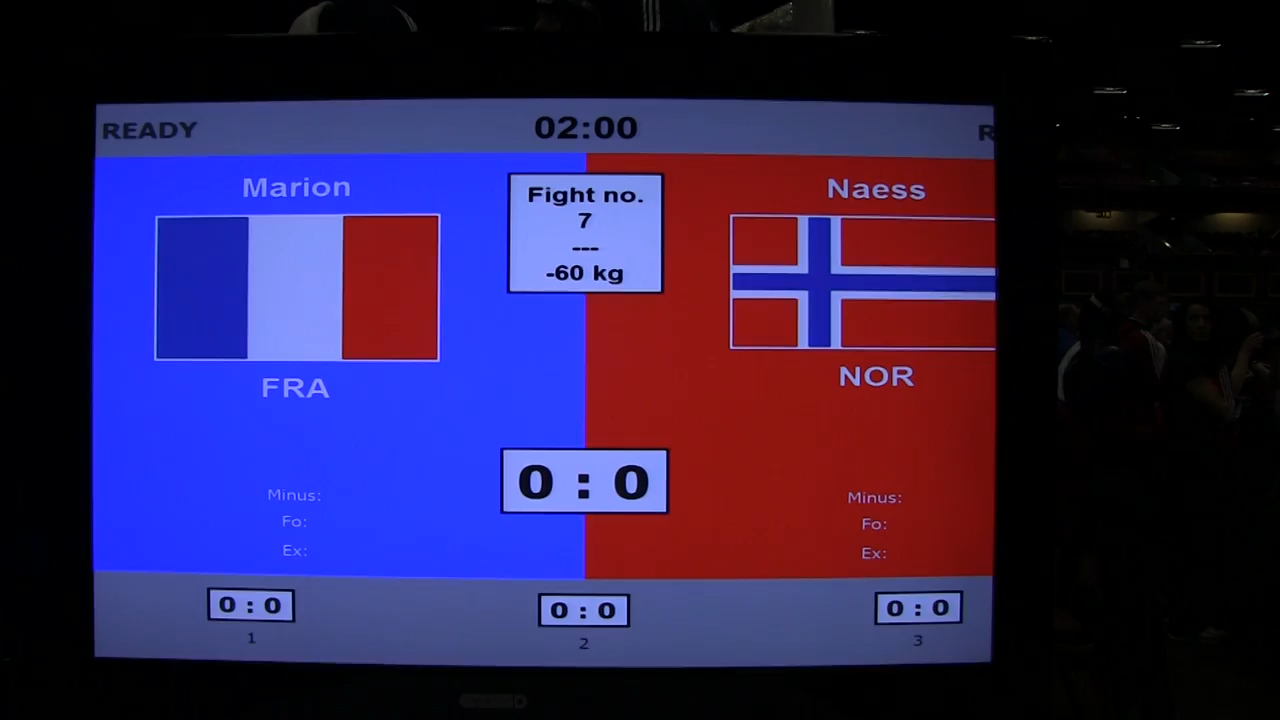 READY
02:00
R
Marion
Fight no.
7
---
-60 kg
Naess
FRA
NOR
0 : 0
Minus:
Fo:
Ex:
Minus:
Fo:
Ex:
0 : 0
1
0 : 0
2
0 : 0
3